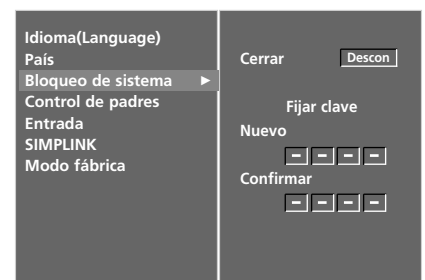 Idioma(Language)
País
Bloqueo de sistema ►
Control de padres
Entrada
SIMPLINK
Modo fábrica
Cerrar Descon
Fijar clave
Nuevo
– – – –
Confirmar
– – – –